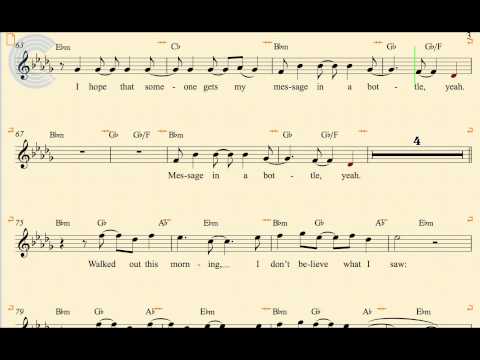 3
63 E♭m C♭ B♭m G♭ G♭/F
I hope that some- one gets my mes-sage in a bot- tle, yeah.
67 B♭m G♭ G♭/F B♭m G♭ G♭/F
4
Mes-sage in a bot- tle, yeah.
75 B♭m G♭ A♭ E♭m B♭m G♭ A♭ E♭m
Walked out this morn- ing,... I don't be-lieve what I saw:
79 B♭m G♭ A♭ E♭m B♭m G♭ A♭ E♭m